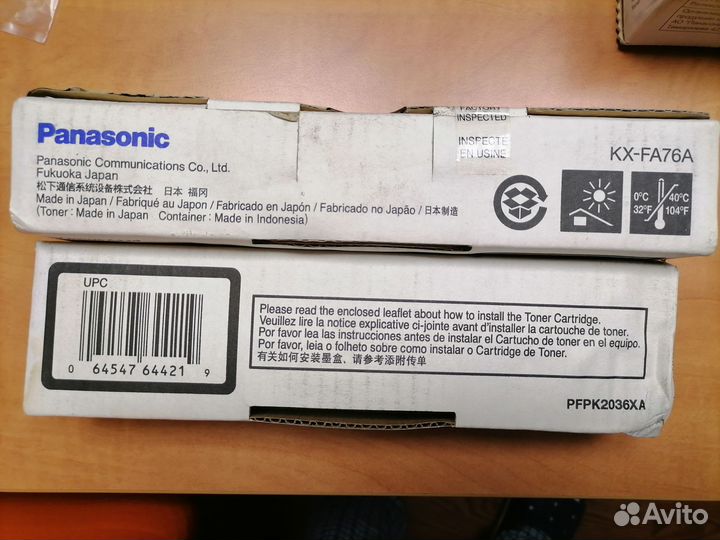 Panasonic
Panasonic Communications Co., Ltd.
Fukuoka Japan
松下通信系统设备株式会社 日本 福冈
Made in Japan / Fabriqué au Japon / Fabricado en Japón / Fabricado no Japão / 日本制造
(Toner : Made in Japan Container : Made in Indonesia)
FACTORY
INSPECTED
INSPECTE
EN USINE
KX-FA76A
0°C 40°C
32°F 104°F
UPC
0 64547 64421 9
Please read the enclosed leaflet about how to install the Toner Cartridge.
Veuillez lire la notice explicative ci-jointe avant d'installer la cartouche de toner.
Por favor lea las instrucciones antes de instalar el Cartucho de Toner en el equipo.
Por favor, leia o folheto sobre como instalar o Cartridge de Toner.
有关如何安装墨盒、请参考添附传单
PFPK2036XA
Avito